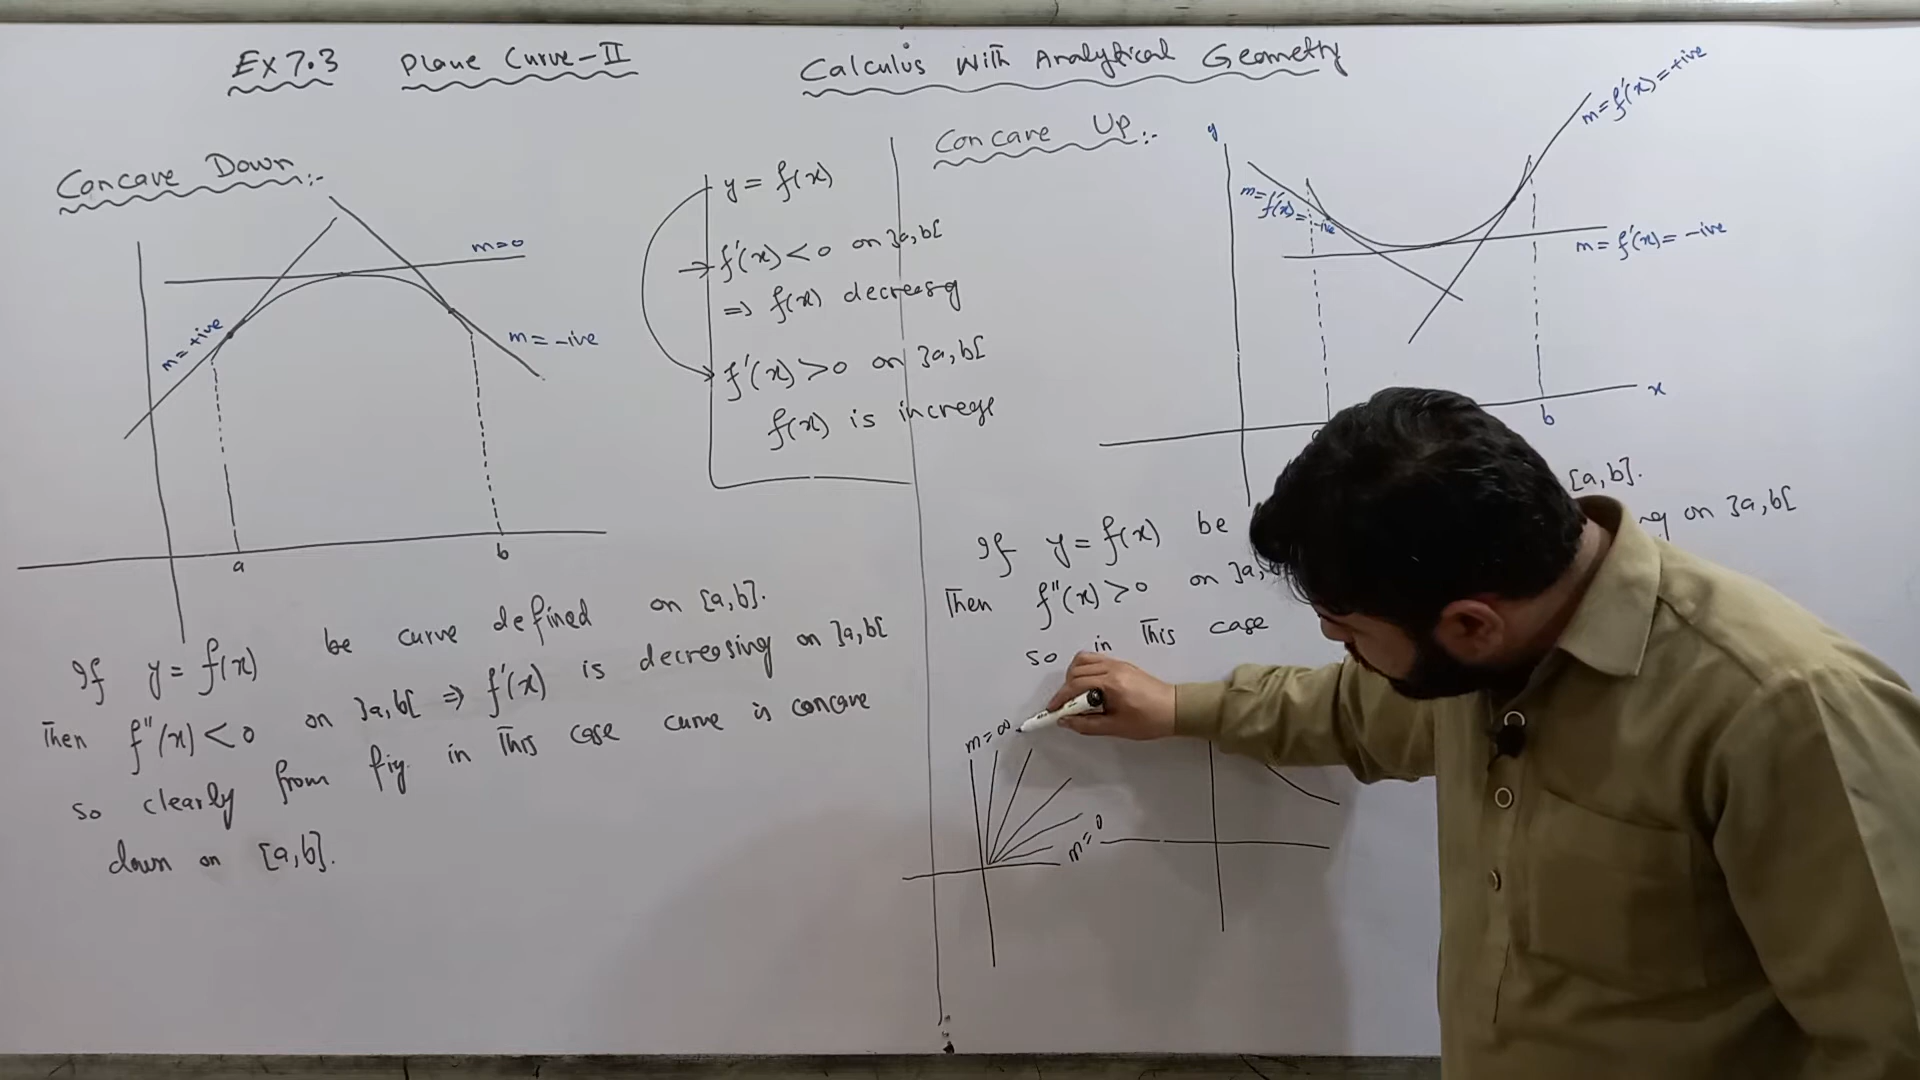 Ex 7.3 Plane Curve-II
Calculus with Analytical Geometry
Concave Down:-
m=0
m=+ive
m=-ive
a
b
If y=f(x) be curve defined on [a,b].
Then f''(x)<0 on ]a,b[ ⇒ f'(x) is decreasing on ]a,b[
so clearly from fig. in This case curve is concave
down on [a,b].
y=f(x)
→ f'(x)<0 on ]a,b[
⇒ f(x) decreasg
f'(x)>0 on ]a,b[
f(x) is increase
Concave Up:-
y
m=f'(x)=+ive
m=f'(x)=-ive
m=f'(x)=-ive
x
b
If y=f(x) be [a,b].
Then f''(x)>0 on ]a, on ]a,b[
so in This case
m=∞
m=0